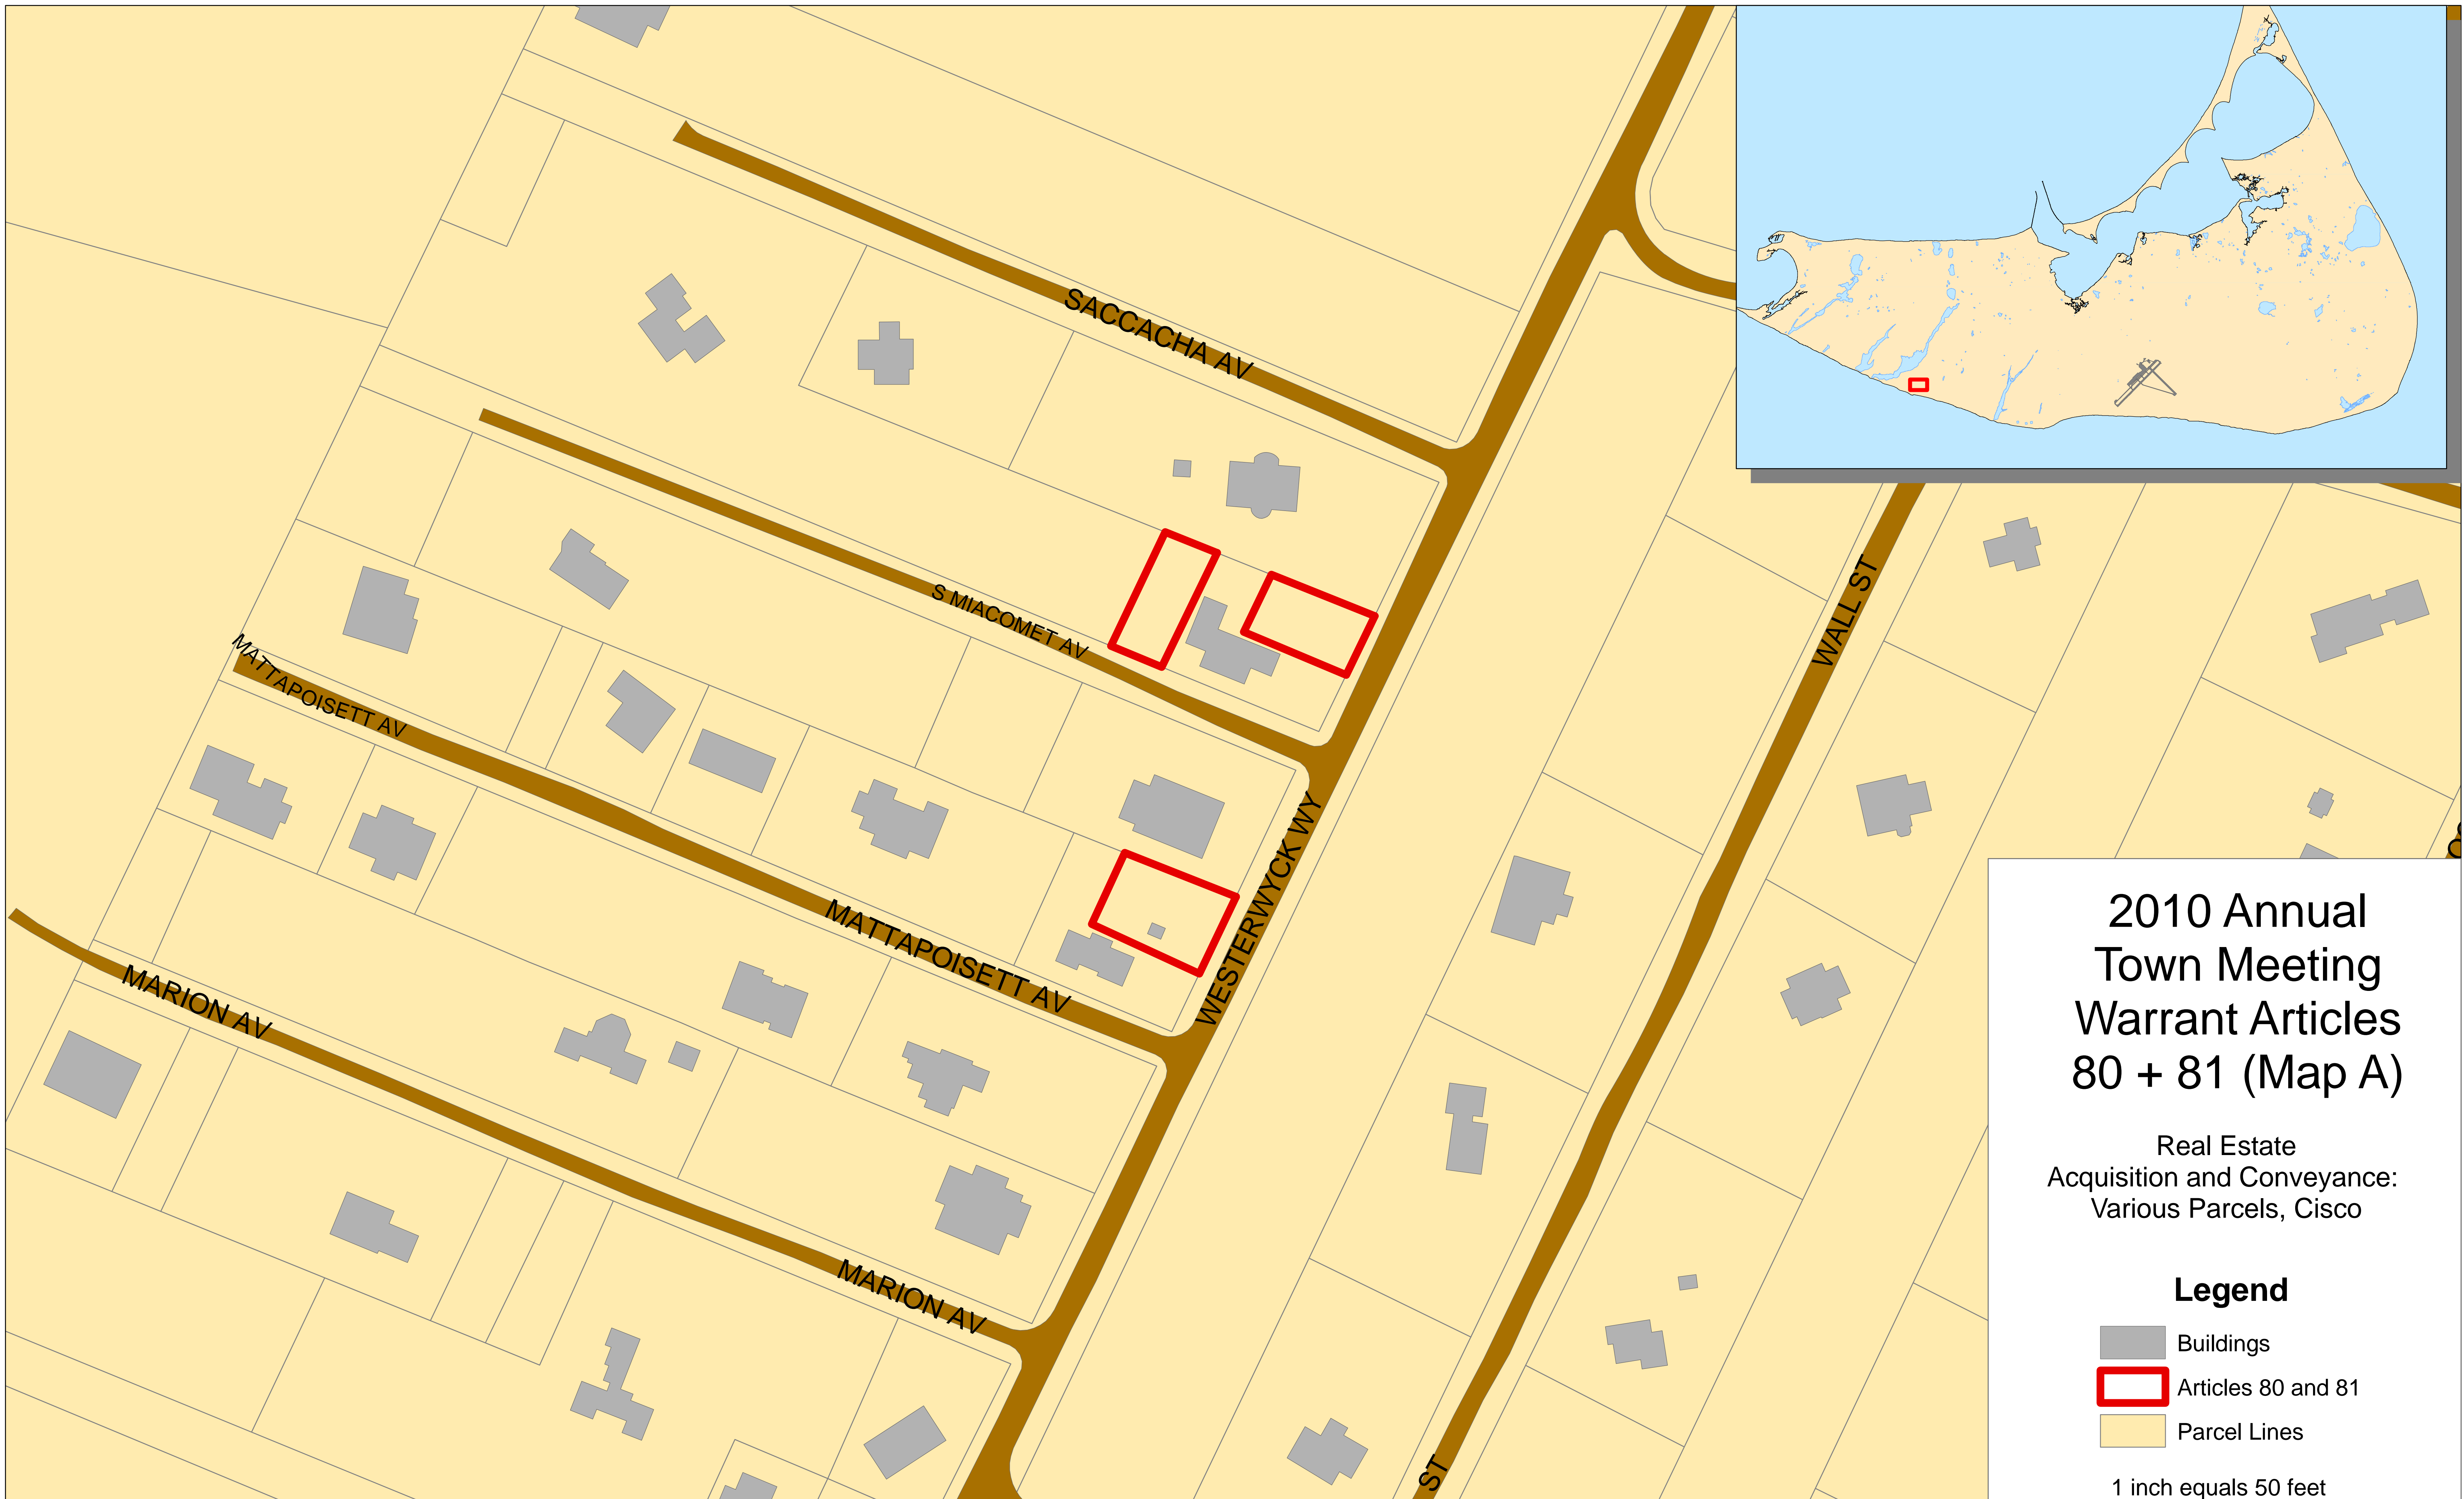 SACCACHA AV
S MIACOMET AV
MATTAPOISETT AV
MATTAPOISETT AV
MARION AV
MARION AV
WESTERWYCK WY
WALL ST
ST
2010 Annual
Town Meeting
Warrant Articles
80 + 81 (Map A)
Real Estate
Acquisition and Conveyance:
Various Parcels, Cisco
Legend
Buildings
Articles 80 and 81
Parcel Lines
1 inch equals 50 feet